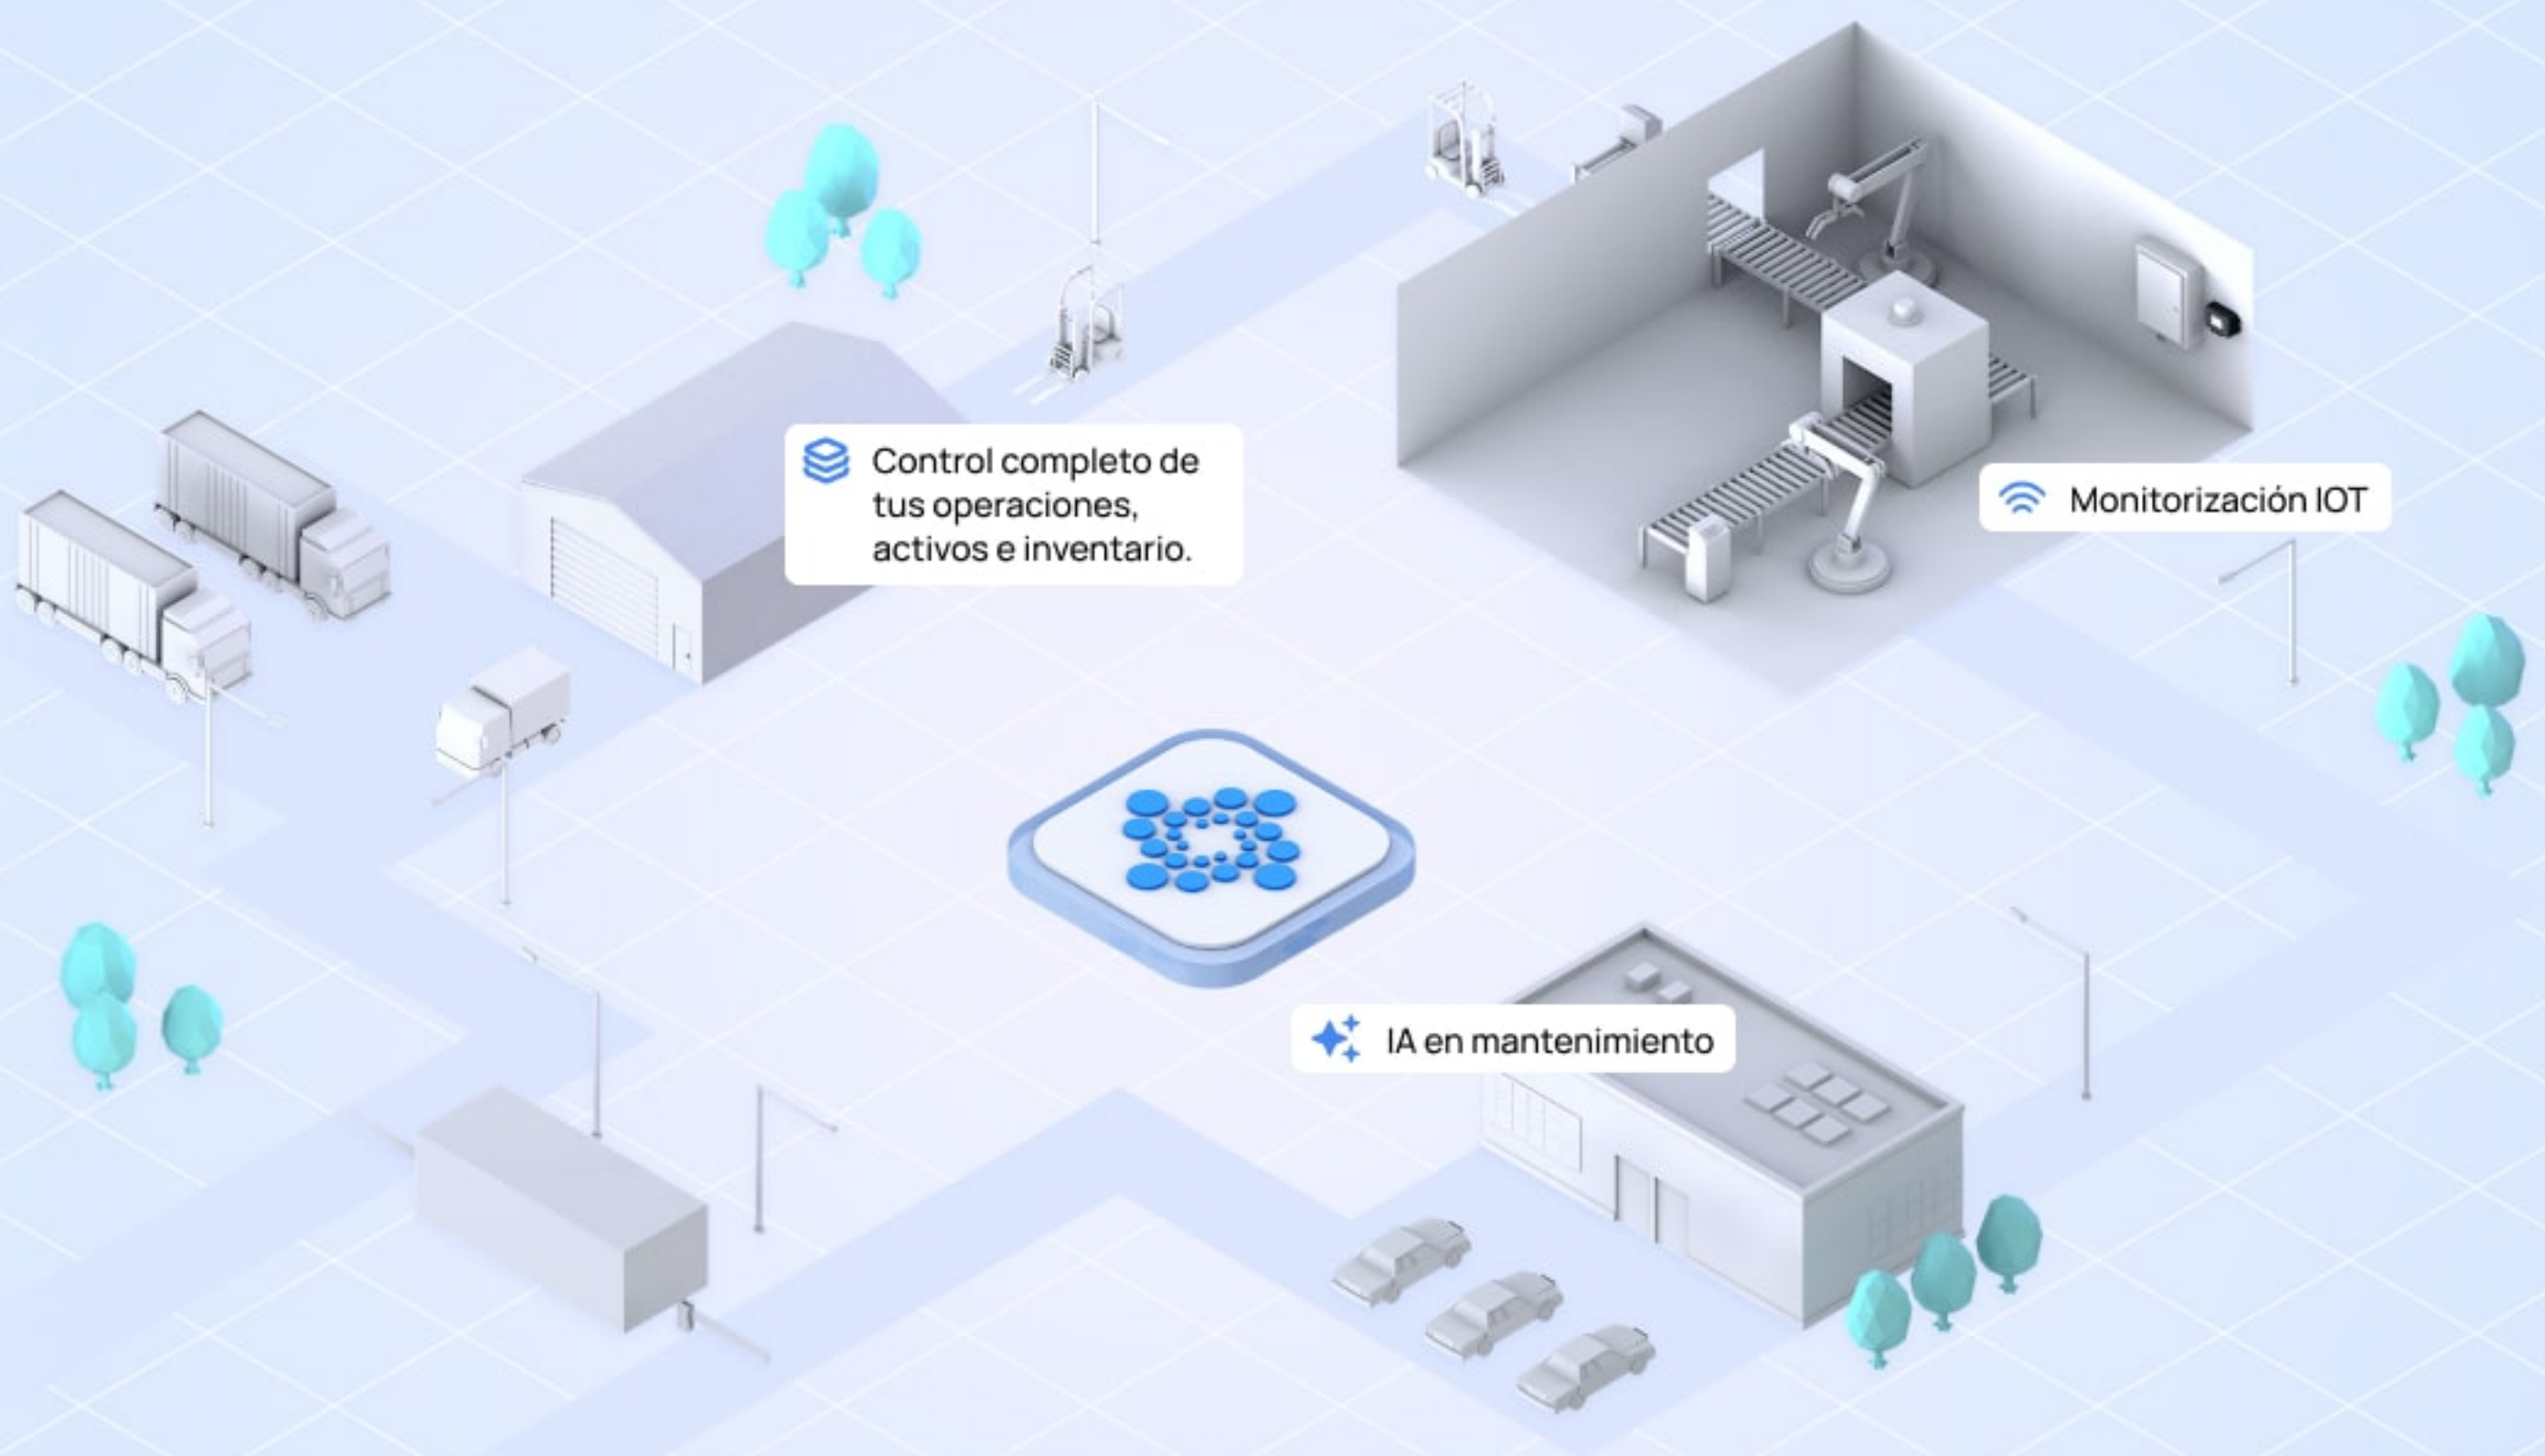 Control completo de
tus operaciones,
activos e inventario.
Monitorización IOT
IA en mantenimiento